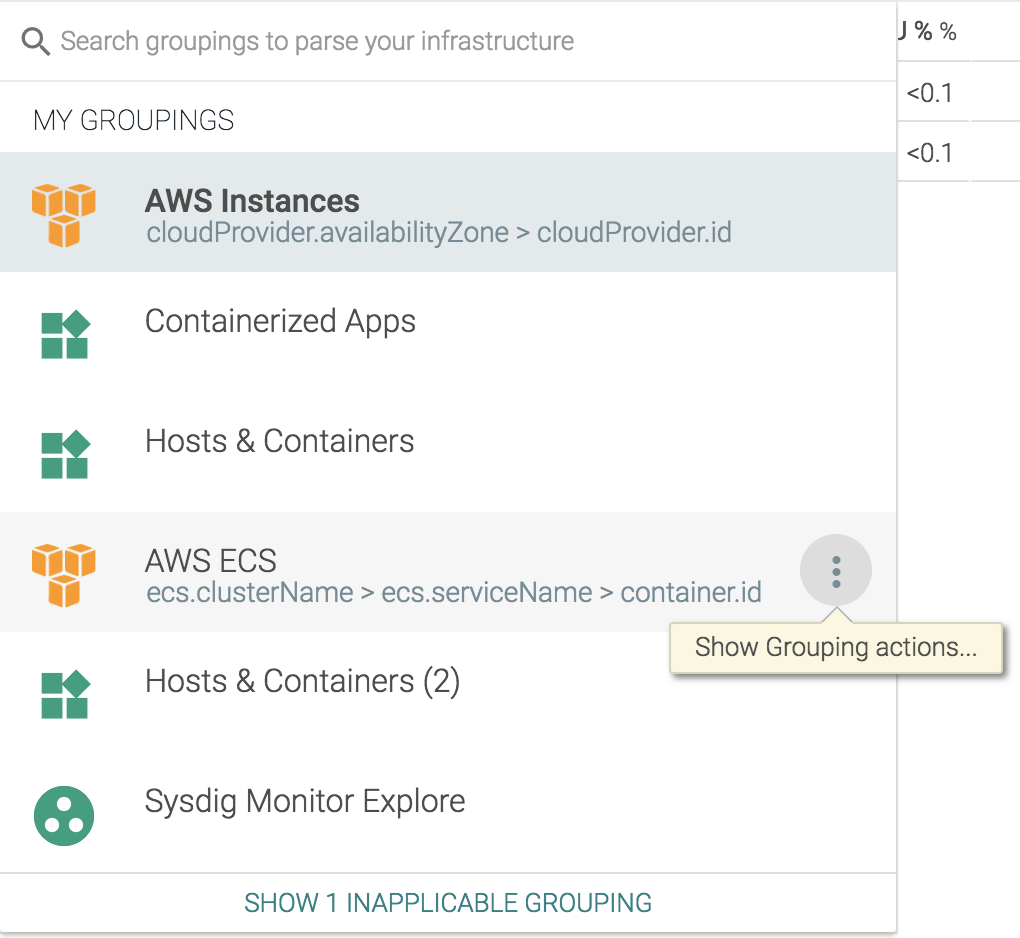 Search groupings to parse your infrastructure
% %
MY GROUPINGS
<0.1
<0.1
AWS Instances
cloudProvider.availabilityZone > cloudProvider.id
Containerized Apps
Hosts & Containers
AWS ECS
ecs.clusterName > ecs.serviceName > container.id
Show Grouping actions...
Hosts & Containers (2)
Sysdig Monitor Explore
SHOW 1 INAPPLICABLE GROUPING